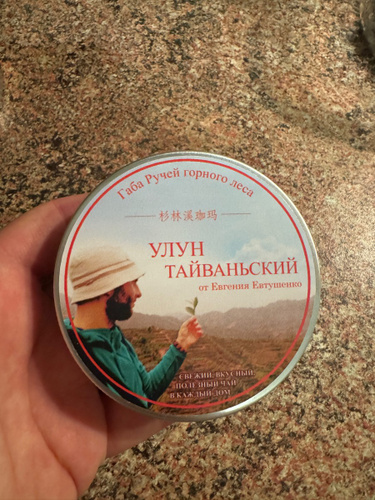 Габа Ручей горного леса
杉林溪珈玛
УЛУН
ТАЙВАНЬСКИЙ
от Евгения Евтушенко
СВЕЖИЙ, ВКУСНЫЙ,
ПОЛЕЗНЫЙ ЧАЙ
В КАЖДЫЙ ДОМ